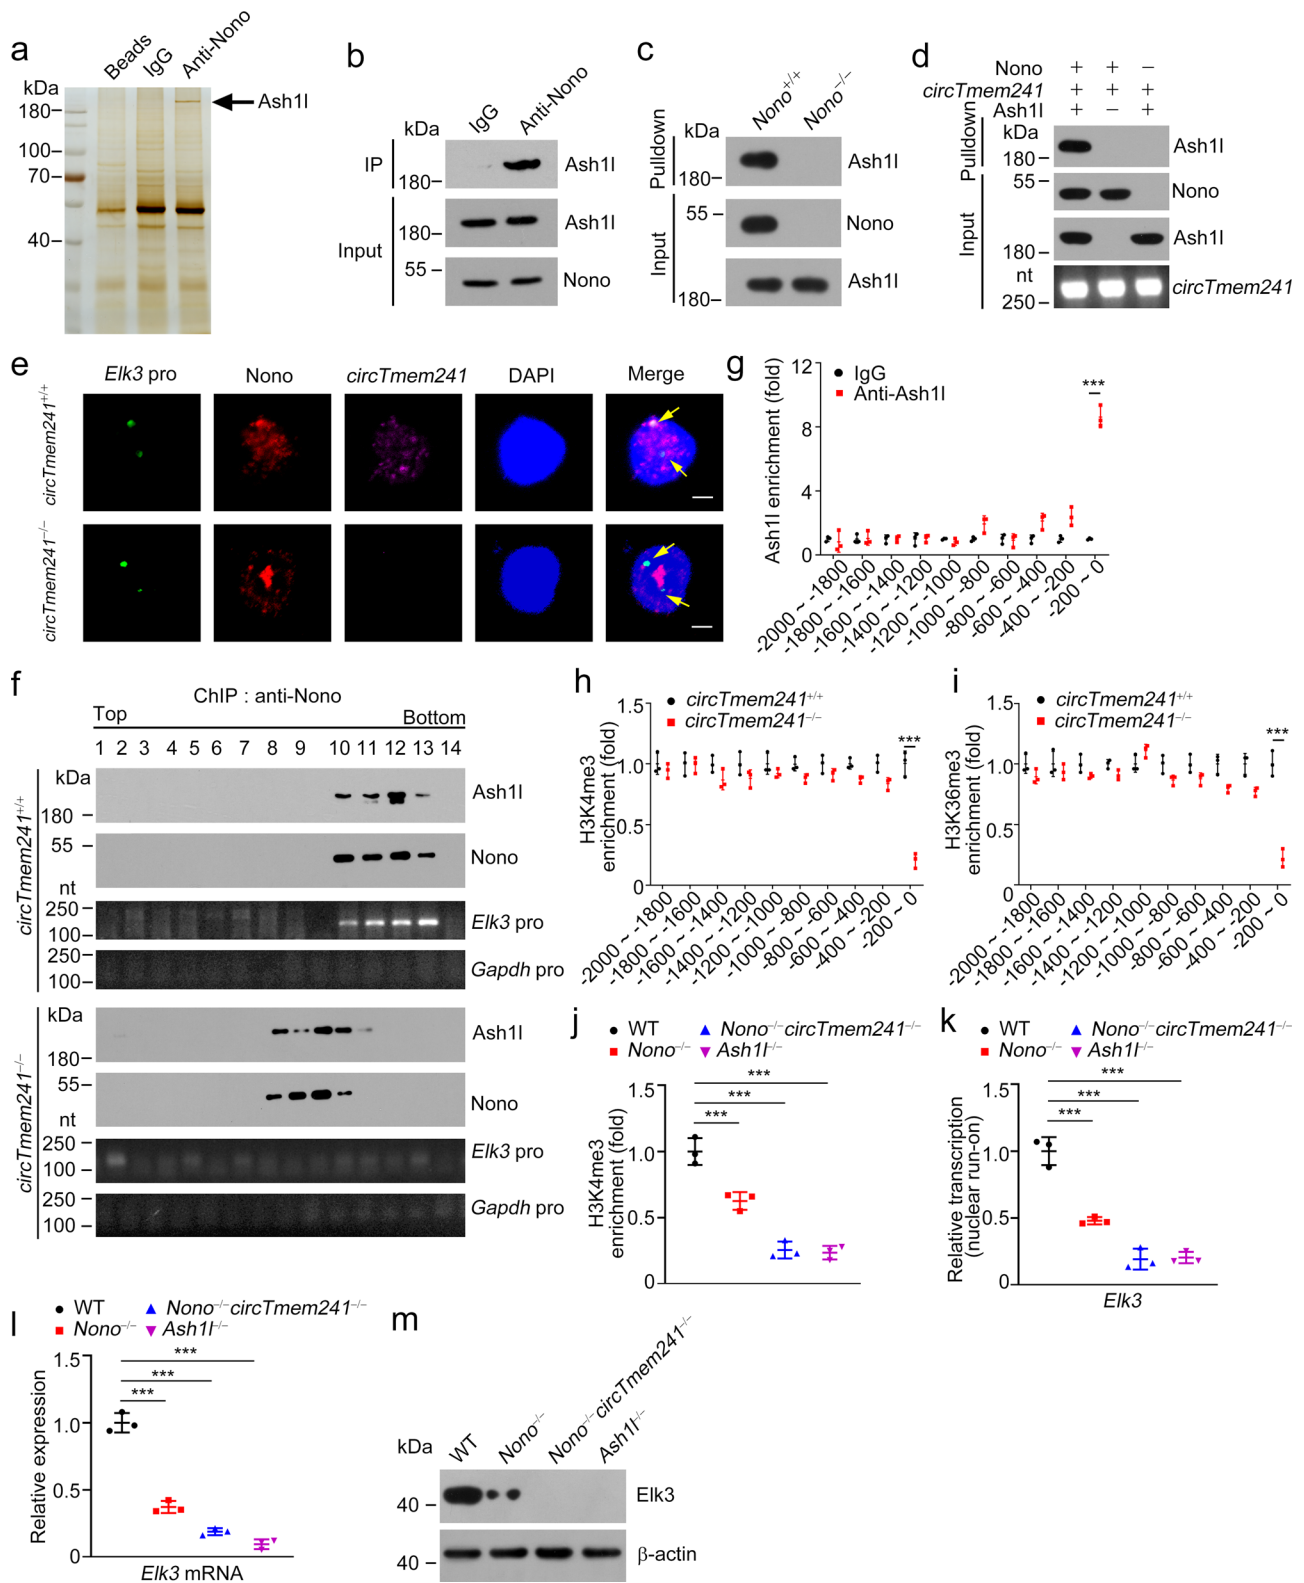 a
Beads IgG Anti-Nono
kDa
180
100
70
40
Ash1l
b
IgG Anti-Nono
kDa
IP
180
Ash1l
Input
180
Ash1l
55
Nono
c
Nono+/+ Nono−/−
kDa
Pulldown
180
Ash1l
Input
55
Nono
180
Ash1l
d
Nono + + −
circTmem241 + + +
Ash1l + − +
kDa
Pulldown
180
Ash1l
Input
55
Nono
180
Ash1l
nt
250
circTmem241
e
Elk3 pro Nono circTmem241 DAPI Merge
circTmem241+/+
circTmem241−/−
g
Ash1l enrichment (fold)
12
8
4
0
IgG
Anti-Ash1l
***
-2000 ~ -1800
-1800 ~ -1600
-1600 ~ -1400
-1400 ~ -1200
-1200 ~ -1000
-1000 ~ -800
-800 ~ -600
-600 ~ -400
-400 ~ -200
-200 ~ 0
f
ChIP : anti-Nono
Top Bottom
1 2 3 4 5 6 7 8 9 10 11 12 13 14
circTmem241+/+
kDa
180
Ash1l
55
Nono
nt
250
100
Elk3 pro
250
100
Gapdh pro
circTmem241−/−
kDa
180
Ash1l
55
Nono
nt
250
100
Elk3 pro
250
100
Gapdh pro
h
H3K4me3
enrichment (fold)
1.5
1.0
0.5
0
circTmem241+/+
circTmem241−/−
***
-2000 ~ -1800
-1800 ~ -1600
-1600 ~ -1400
-1400 ~ -1200
-1200 ~ -1000
-1000 ~ -800
-800 ~ -600
-600 ~ -400
-400 ~ -200
-200 ~ 0
i
H3K36me3
enrichment (fold)
1.5
1.0
0.5
0
circTmem241+/+
circTmem241−/−
***
-2000 ~ -1800
-1800 ~ -1600
-1600 ~ -1400
-1400 ~ -1200
-1200 ~ -1000
-1000 ~ -800
-800 ~ -600
-600 ~ -400
-400 ~ -200
-200 ~ 0
j
WT Nono−/−circTmem241−/−
Nono−/− Ash1l−/−
H3K4me3
enrichment (fold)
1.5
1.0
0.5
0
***
***
***
k
WT Nono−/−circTmem241−/−
Nono−/− Ash1l−/−
Relative transcription
(nuclear run-on)
1.5
1.0
0.5
0
***
***
***
Elk3
l
WT Nono−/−circTmem241−/−
Nono−/− Ash1l−/−
Relative expression
1.5
1.0
0.5
0
***
***
***
Elk3 mRNA
m
WT Nono−/− Nono−/−circTmem241−/− Ash1l−/−
kDa
40
Elk3
40
β-actin